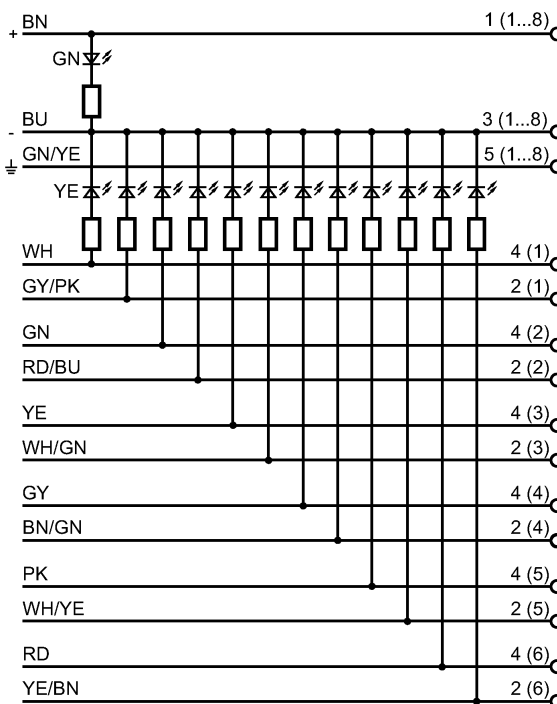 BN 1 (1...8)
+
GN
BU 3 (1...8)
-
GN/YE 5 (1...8)
YE
WH 4 (1)
GY/PK 2 (1)
GN 4 (2)
RD/BU 2 (2)
YE 4 (3)
WH/GN 2 (3)
GY 4 (4)
BN/GN 2 (4)
PK 4 (5)
WH/YE 2 (5)
RD 4 (6)
YE/BN 2 (6)